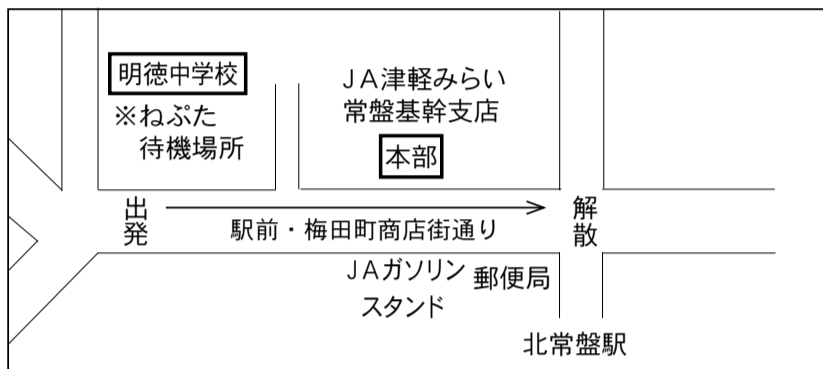 明徳中学校
※ねぷた
待機場所
JA津軽みらい
常盤基幹支店
本部
出発
解散
駅前・梅田町商店街通り
JAガソリン
スタンド
郵便局
北常盤駅